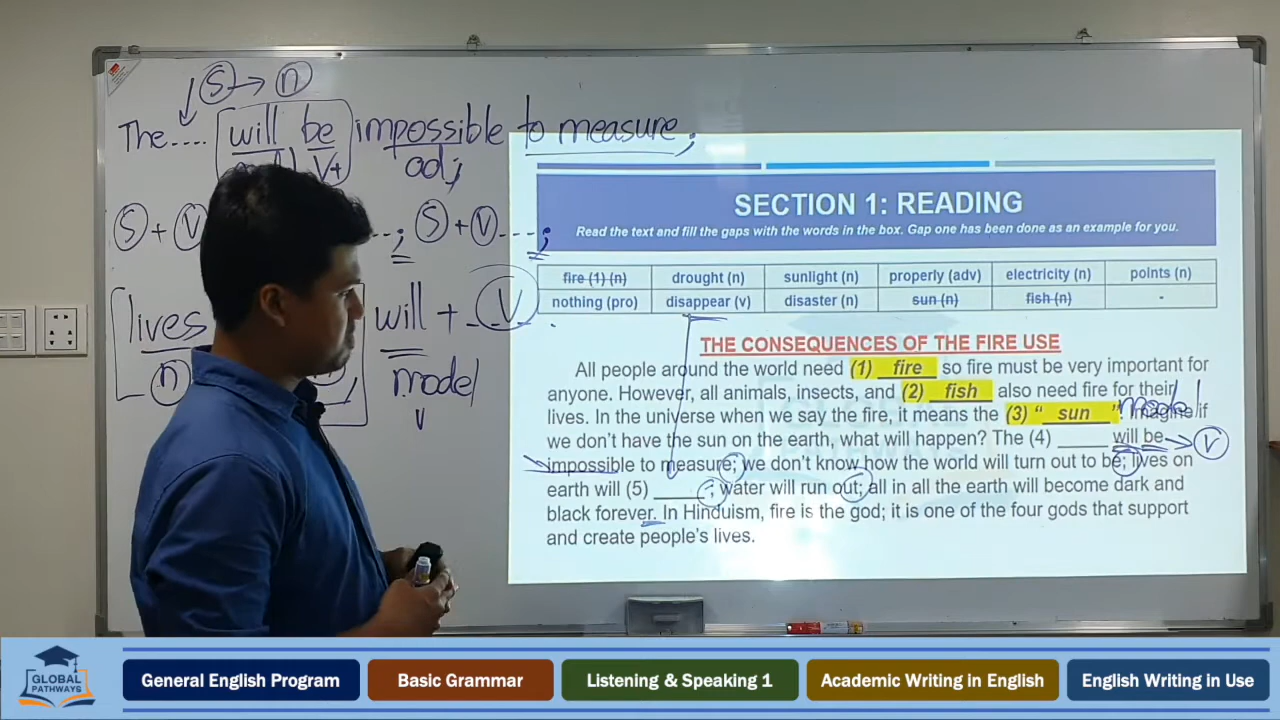 S → n
The.... will be impossible to measure;
V+ adj
S + V ...; S + V ....;
lives will + V.
n model
V
SECTION 1: READING
Read the text and fill the gaps with the words in the box. Gap one has been done as an example for you.
fire (1) (n) drought (n) sunlight (n) properly (adv) electricity (n) points (n)
nothing (pro) disappear (v) disaster (n) sun (n) fish (n) -
THE CONSEQUENCES OF THE FIRE USE
All people around the world need (1) fire so fire must be very important for
anyone. However, all animals, insects, and (2) fish also need fire for their
lives. In the universe when we say the fire, it means the (3) “ sun ”. Imagine if
model
we don’t have the sun on the earth, what will happen? The (4) _____ will be → V
impossible to measure; we don’t know how the world will turn out to be; lives on
earth will (5) _____ ; water will run out; all in all the earth will become dark and
black forever. In Hinduism, fire is the god; it is one of the four gods that support
and create people’s lives.
GLOBAL
PATHWAYS
General English Program Basic Grammar Listening & Speaking 1 Academic Writing in English English Writing in Use